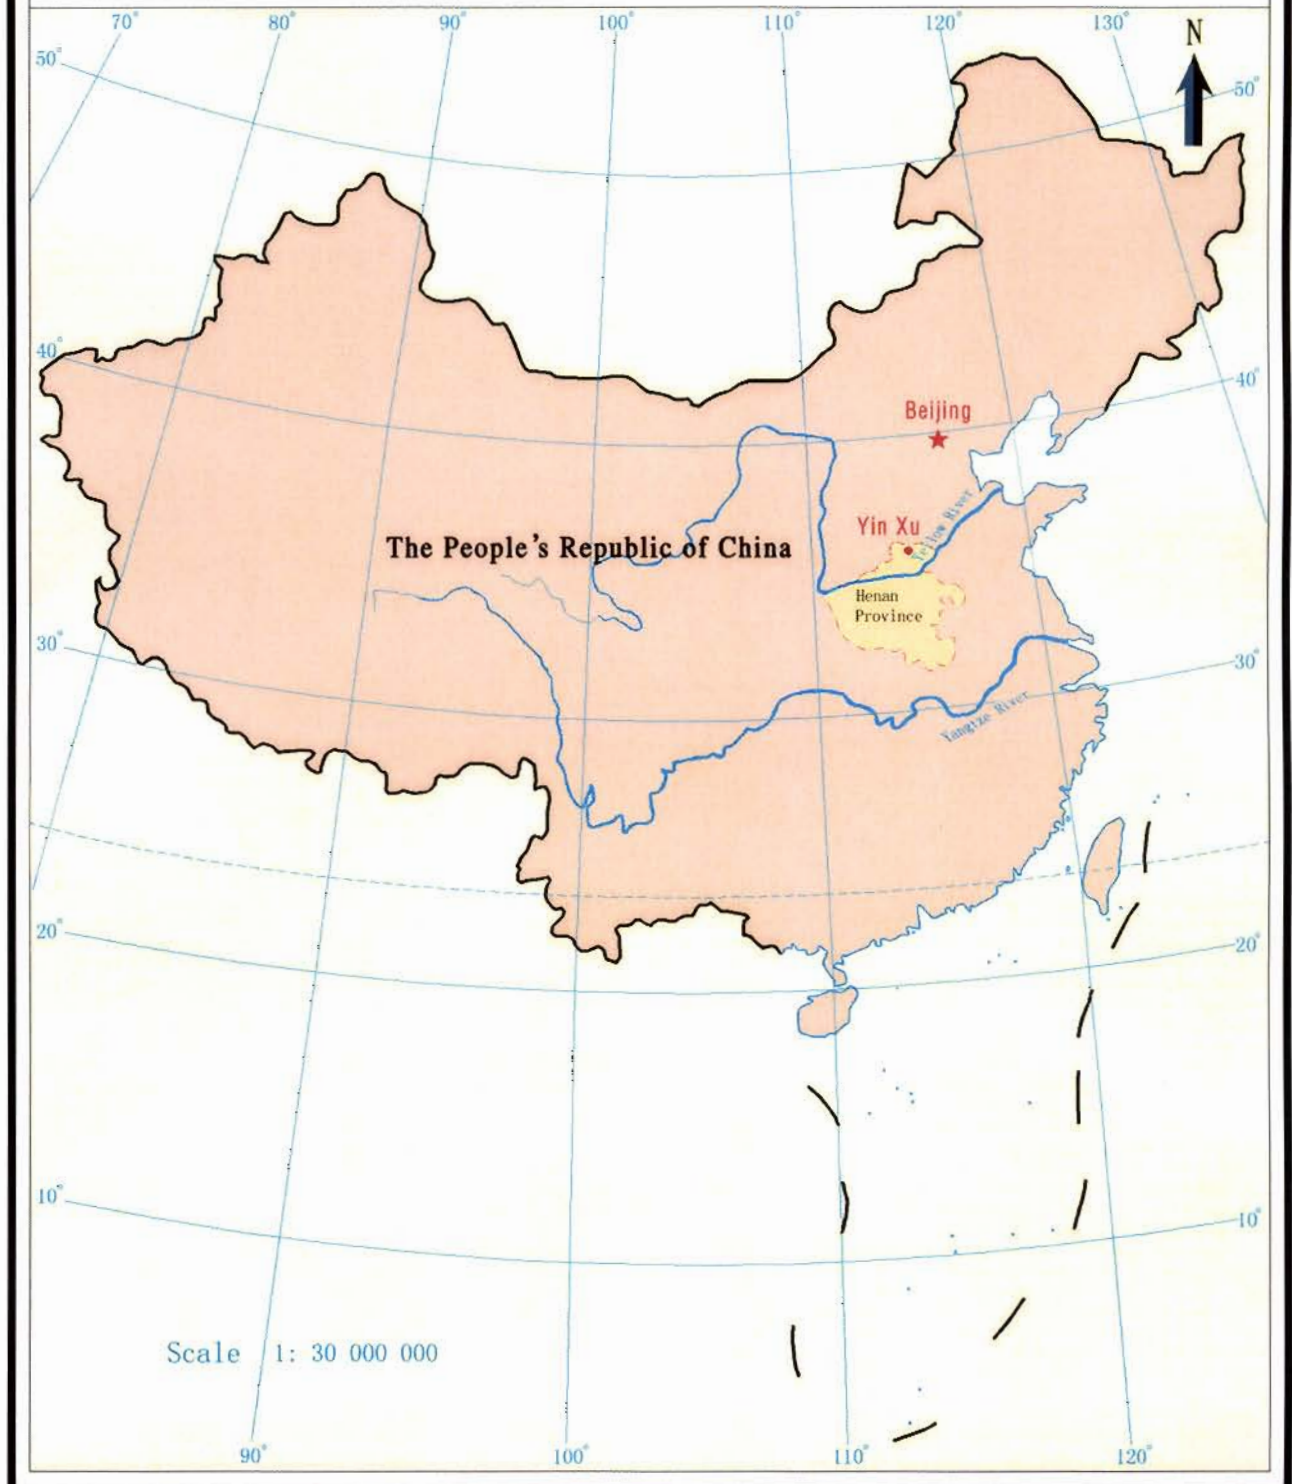 70° 80° 90° 100° 110° 120° 130°
N
50°
50°
40°
40°
Beijing
Yellow River
Yin Xu
The People's Republic of China
Henan
Province
30°
30°
Yangtze River
20°
20°
10°
10°
Scale 1: 30 000 000
90° 100° 110° 120°